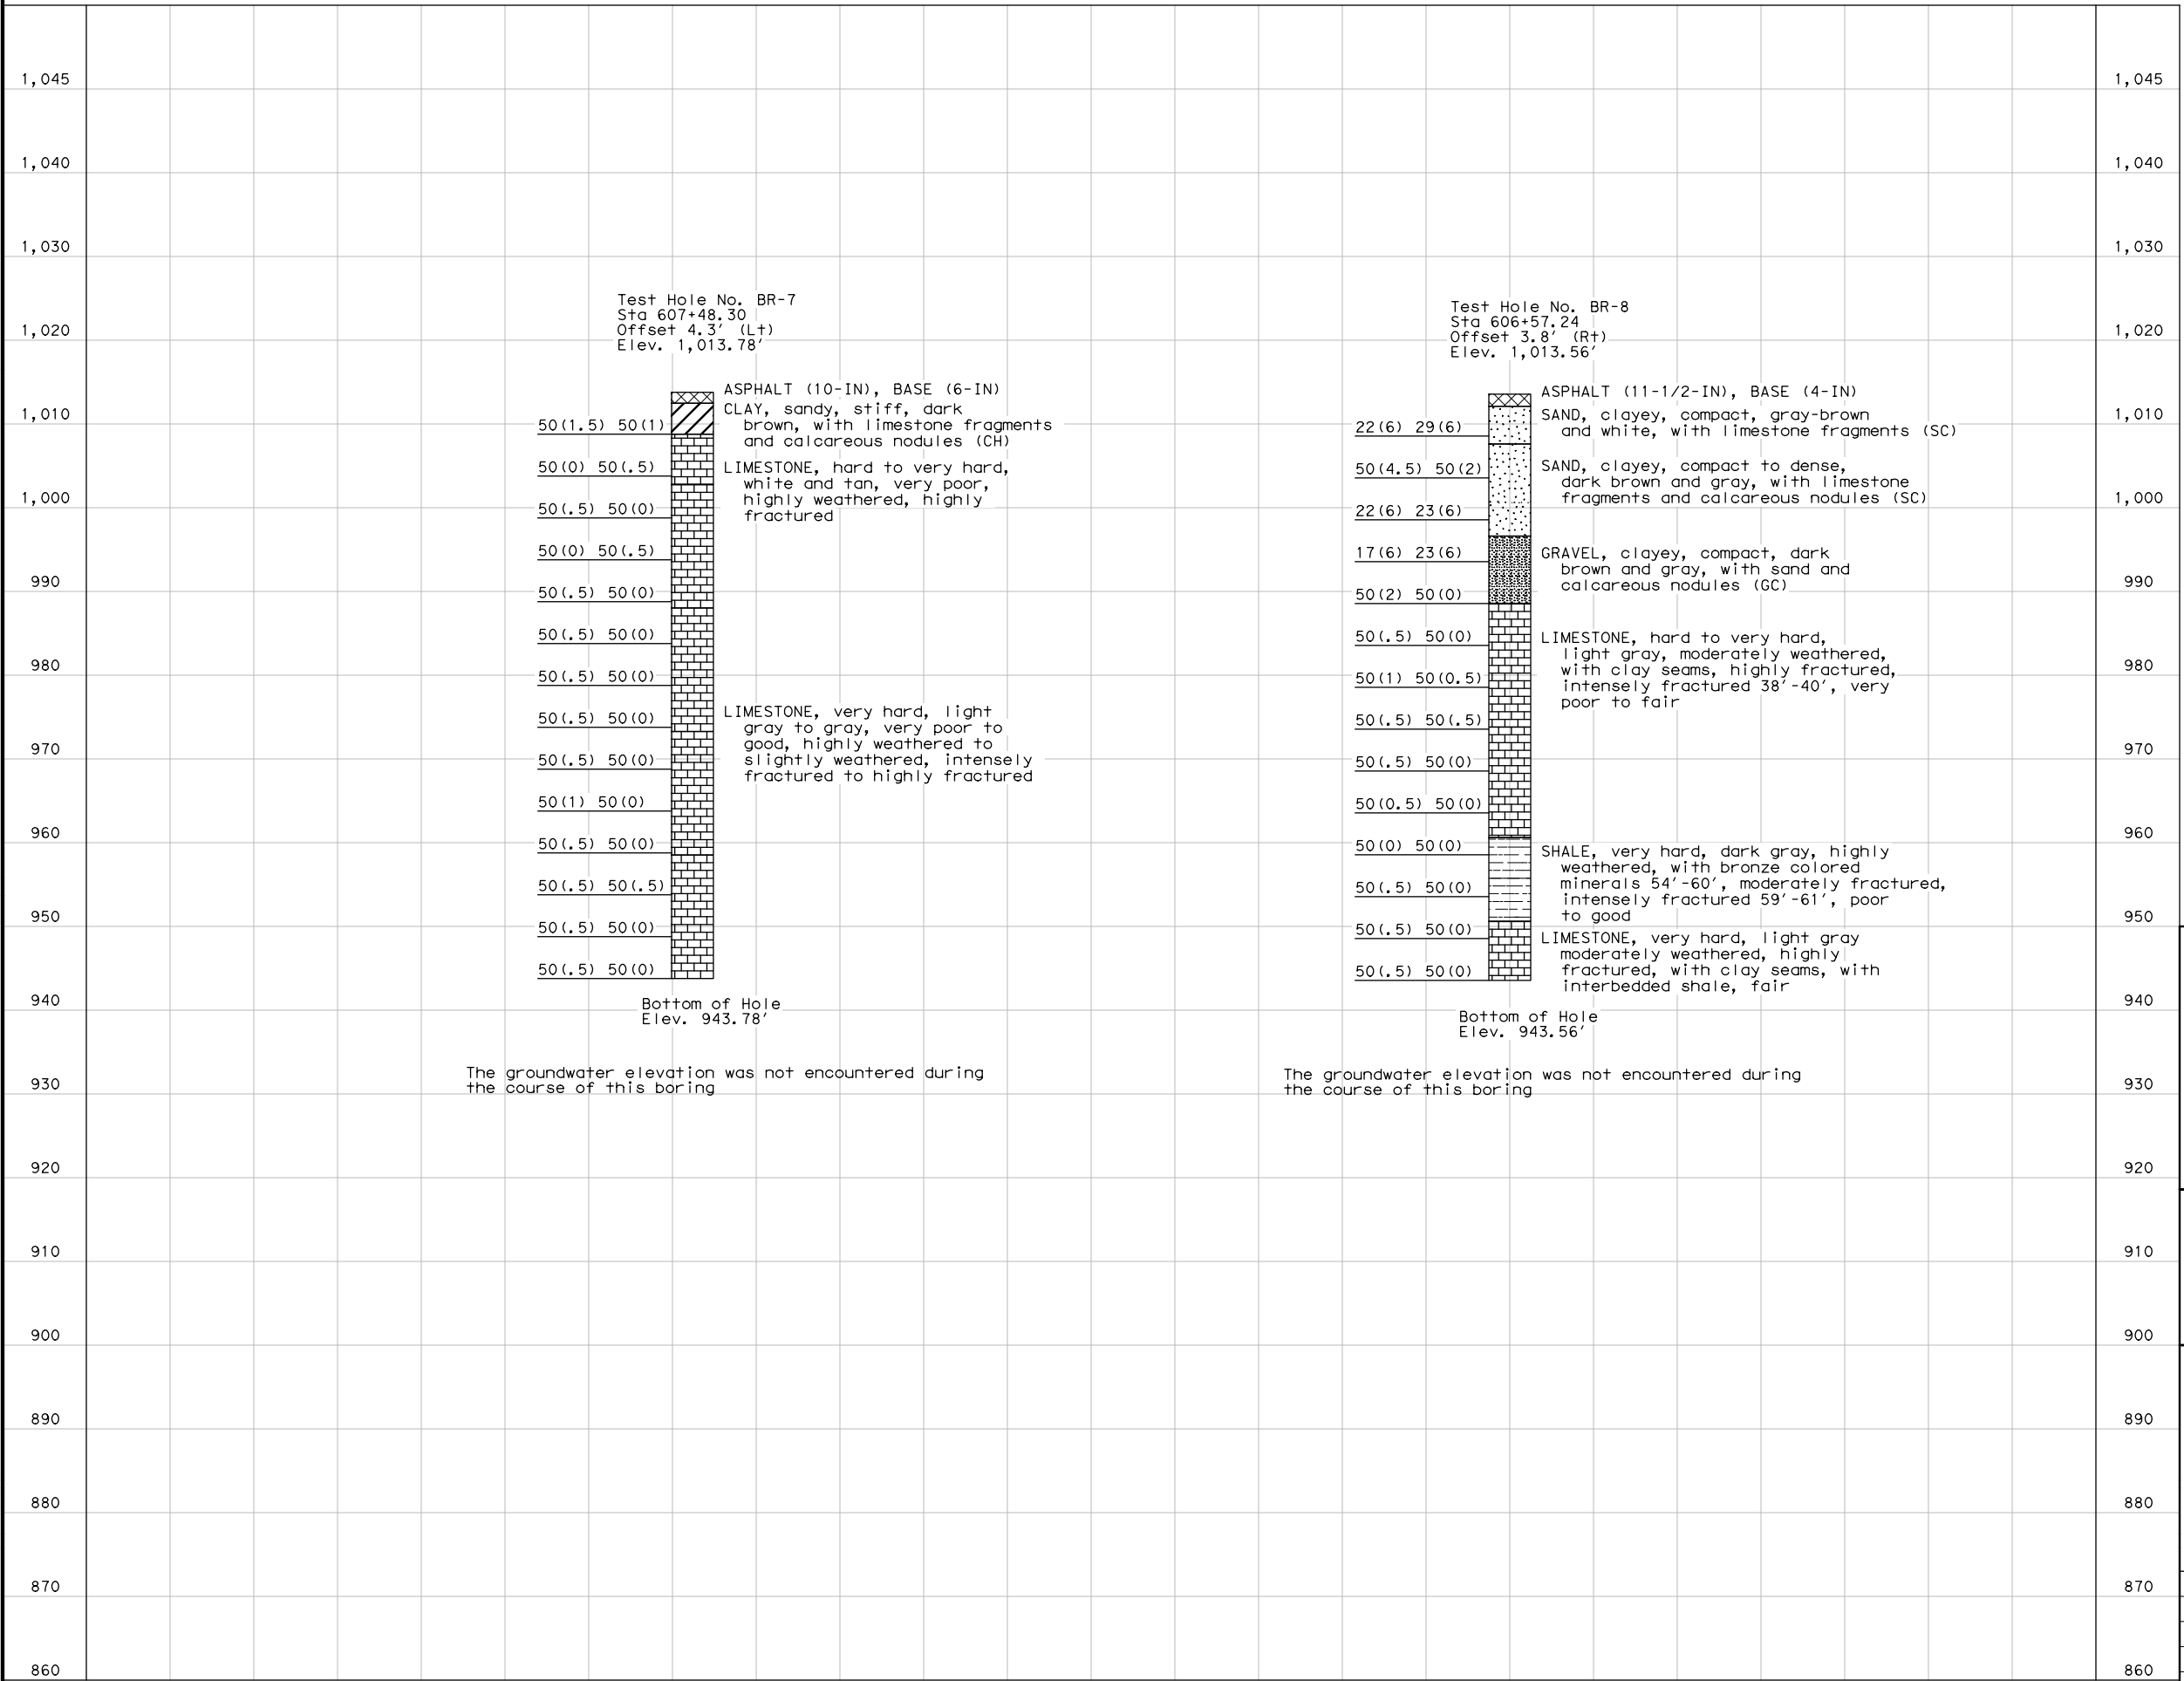 1,045
1,040
1,030
1,020
1,010
1,000
990
980
970
960
950
940
930
920
910
900
890
880
870
860
Test Hole No. BR-7
Sta 607+48.30
Offset 4.3' (Lt)
Elev. 1,013.78'
ASPHALT (10-IN), BASE (6-IN)
CLAY, sandy, stiff, dark
brown, with limestone fragments
and calcareous nodules (CH)
LIMESTONE, hard to very hard,
white and tan, very poor,
highly weathered, highly
fractured
LIMESTONE, very hard, light
gray to gray, very poor to
good, highly weathered to
slightly weathered, intensely
fractured to highly fractured
50(1.5) 50(1)
50(0) 50(.5)
50(.5) 50(0)
50(0) 50(.5)
50(.5) 50(0)
50(.5) 50(0)
50(.5) 50(0)
50(.5) 50(0)
50(.5) 50(0)
50(1) 50(0)
50(.5) 50(0)
50(.5) 50(.5)
50(.5) 50(0)
50(.5) 50(0)
Bottom of Hole
Elev. 943.78'
The groundwater elevation was not encountered during
the course of this boring
Test Hole No. BR-8
Sta 606+57.24
Offset 3.8' (Rt)
Elev. 1,013.56'
ASPHALT (11-1/2-IN), BASE (4-IN)
SAND, clayey, compact, gray-brown
and white, with limestone fragments (SC)
SAND, clayey, compact to dense,
dark brown and gray, with limestone
fragments and calcareous nodules (SC)
GRAVEL, clayey, compact, dark
brown and gray, with sand and
calcareous nodules (GC)
LIMESTONE, hard to very hard,
light gray, moderately weathered,
with clay seams, highly fractured,
intensely fractured 38'-40', very
poor to fair
SHALE, very hard, dark gray, highly
weathered, with bronze colored
minerals 54'-60', moderately fractured,
intensely fractured 59'-61', poor
to good
LIMESTONE, very hard, light gray
moderately weathered, highly
fractured, with clay seams, with
interbedded shale, fair
22(6) 29(6)
50(4.5) 50(2)
22(6) 23(6)
17(6) 23(6)
50(2) 50(0)
50(.5) 50(0)
50(1) 50(0.5)
50(.5) 50(.5)
50(.5) 50(0)
50(0.5) 50(0)
50(0) 50(0)
50(.5) 50(0)
50(.5) 50(0)
50(.5) 50(0)
Bottom of Hole
Elev. 943.56'
The groundwater elevation was not encountered during
the course of this boring
1,045
1,040
1,030
1,020
1,010
1,000
990
980
970
960
950
940
930
920
910
900
890
880
870
860